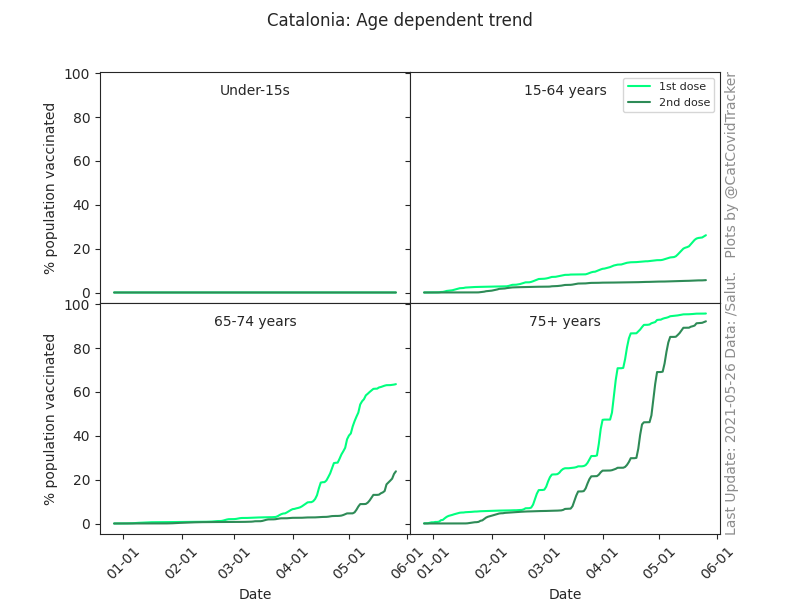 Catalonia: Age dependent trend
Under-15s
15-64 years
1st dose
2nd dose
% population vaccinated
100
80
60
40
20
0
65-74 years
75+ years
% population vaccinated
100
80
60
40
20
0
01-01
02-01
03-01
04-01
05-01
06-01
01-01
02-01
03-01
04-01
05-01
06-01
Date
Date
Last Update: 2021-05-26 Data: /Salut. Plots by @CatCovidTracker